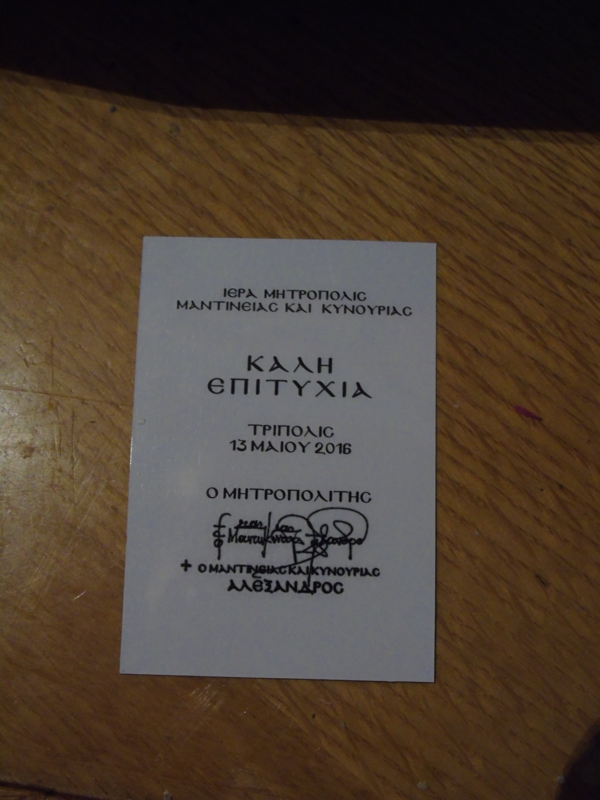 ΙΕΡΑ ΜΗΤΡΟΠΟΛΙΣ
ΜΑΝΤΙΝΕΙΑΣ ΚΑΙ ΚΥΝΟΥΡΙΑΣ
ΚΑΛΗ
ΕΠΙΤΥΧΙΑ
ΤΡΙΠΟΛΙΣ
13 ΜΑΙΟΥ 2016
Ο ΜΗΤΡΟΠΟΛΙΤΗΣ
+ Ο ΜΑΝΤΙΝΕΙΑΣ ΚΑΙ ΚΥΝΟΥΡΙΑΣ
ΑΛΕΞΑΝΔΡΟΣ